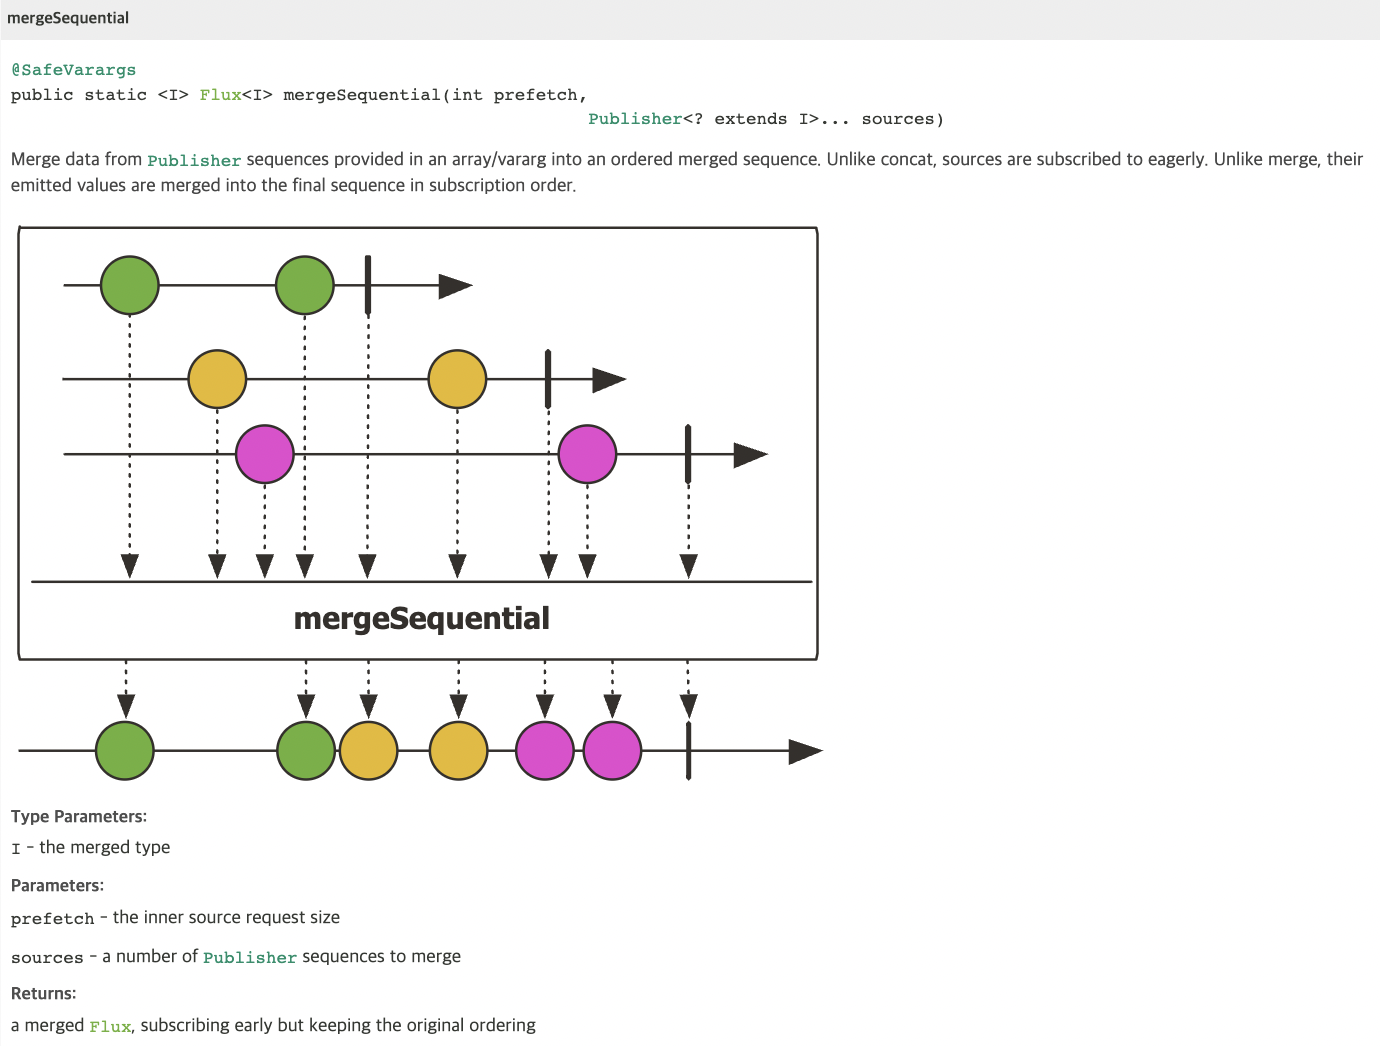 mergeSequential
@SafeVarargs
public static <I> Flux<I> mergeSequential(int prefetch,
Publisher<? extends I>... sources)
Merge data from Publisher sequences provided in an array/vararg into an ordered merged sequence. Unlike concat, sources are subscribed to eagerly. Unlike merge, their
emitted values are merged into the final sequence in subscription order.
mergeSequential
Type Parameters:
I - the merged type
Parameters:
prefetch - the inner source request size
sources - a number of Publisher sequences to merge
Returns:
a merged Flux, subscribing early but keeping the original ordering